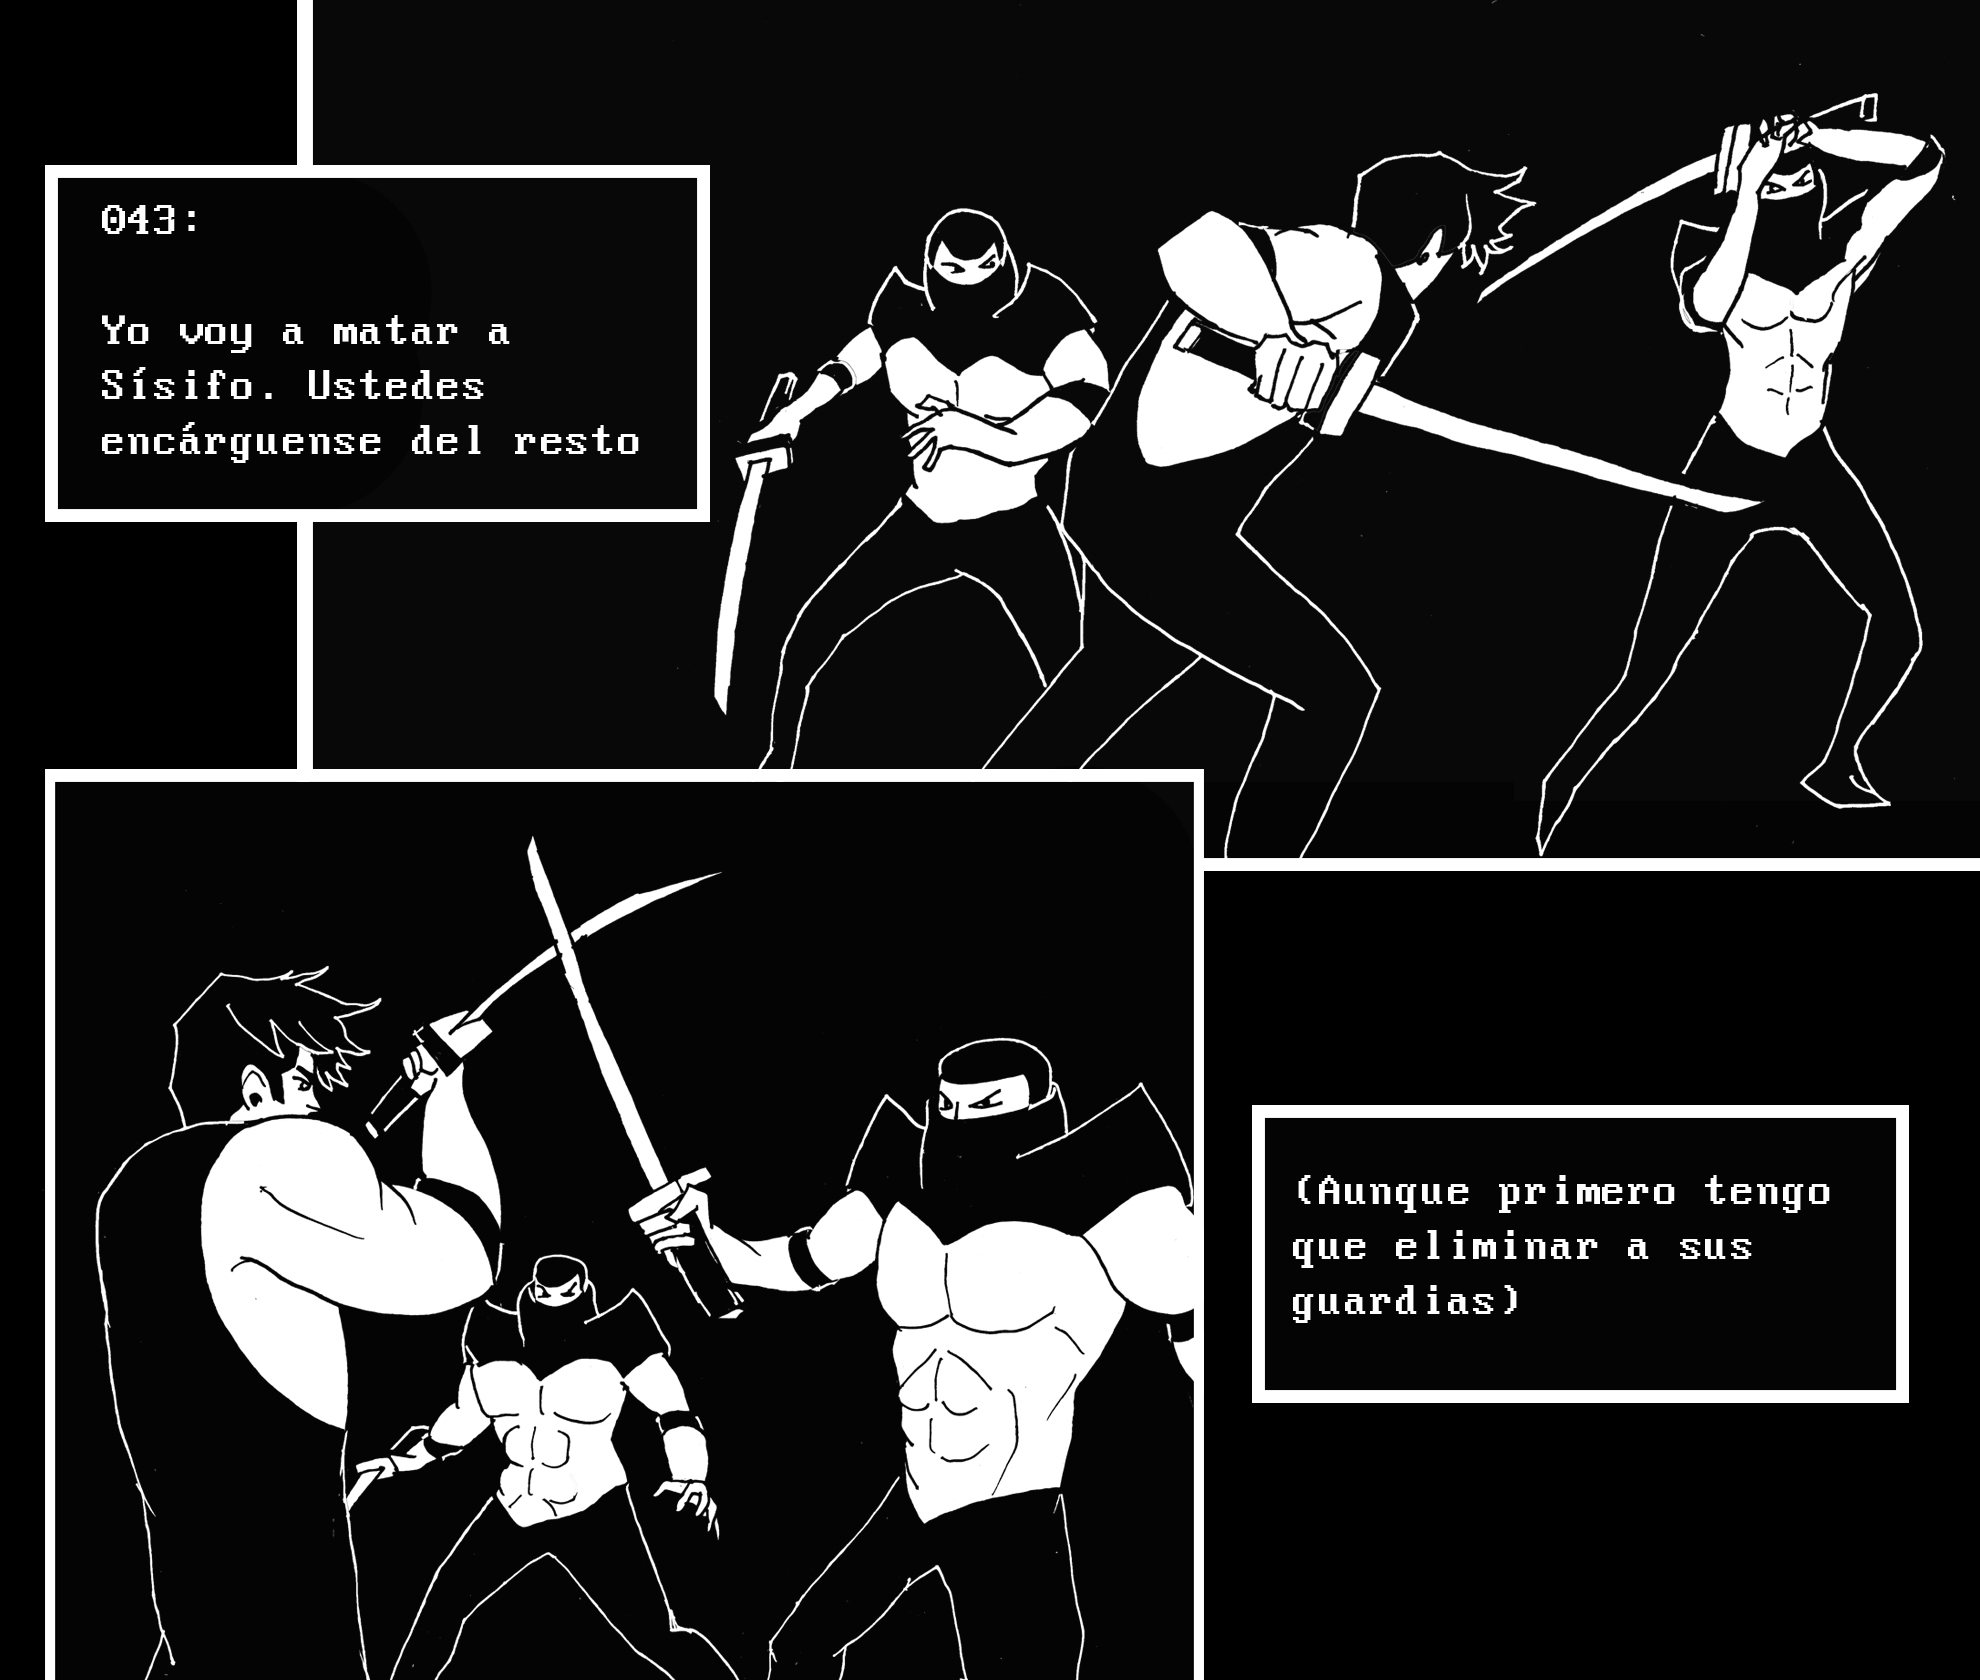 043:
Yo voy a matar a
Sísifo. Ustedes
encárguense del resto
(Aunque primero tengo
que eliminar a sus
guardias)